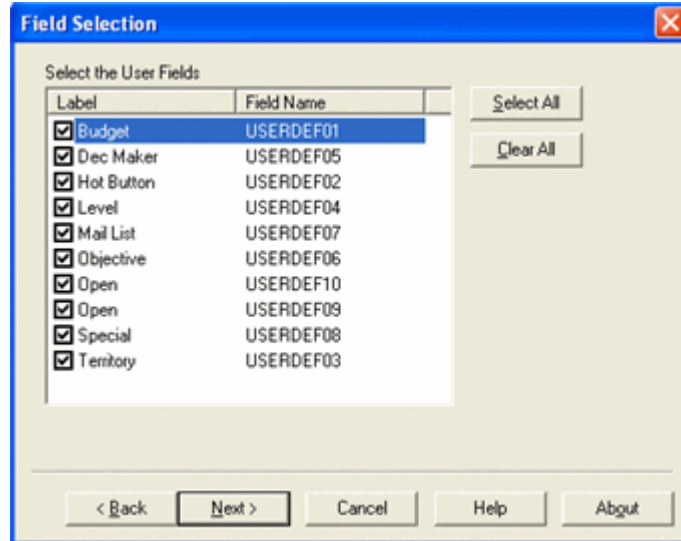 Field Selection
Select the User Fields
Label Field Name
Select All
Budget USERDEF01
Clear All
Dec Maker USERDEF05
Hot Button USERDEF02
Level USERDEF04
Mail List USERDEF07
Objective USERDEF06
Open USERDEF10
Open USERDEF09
Special USERDEF08
Territory USERDEF03
< Back Next > Cancel Help About